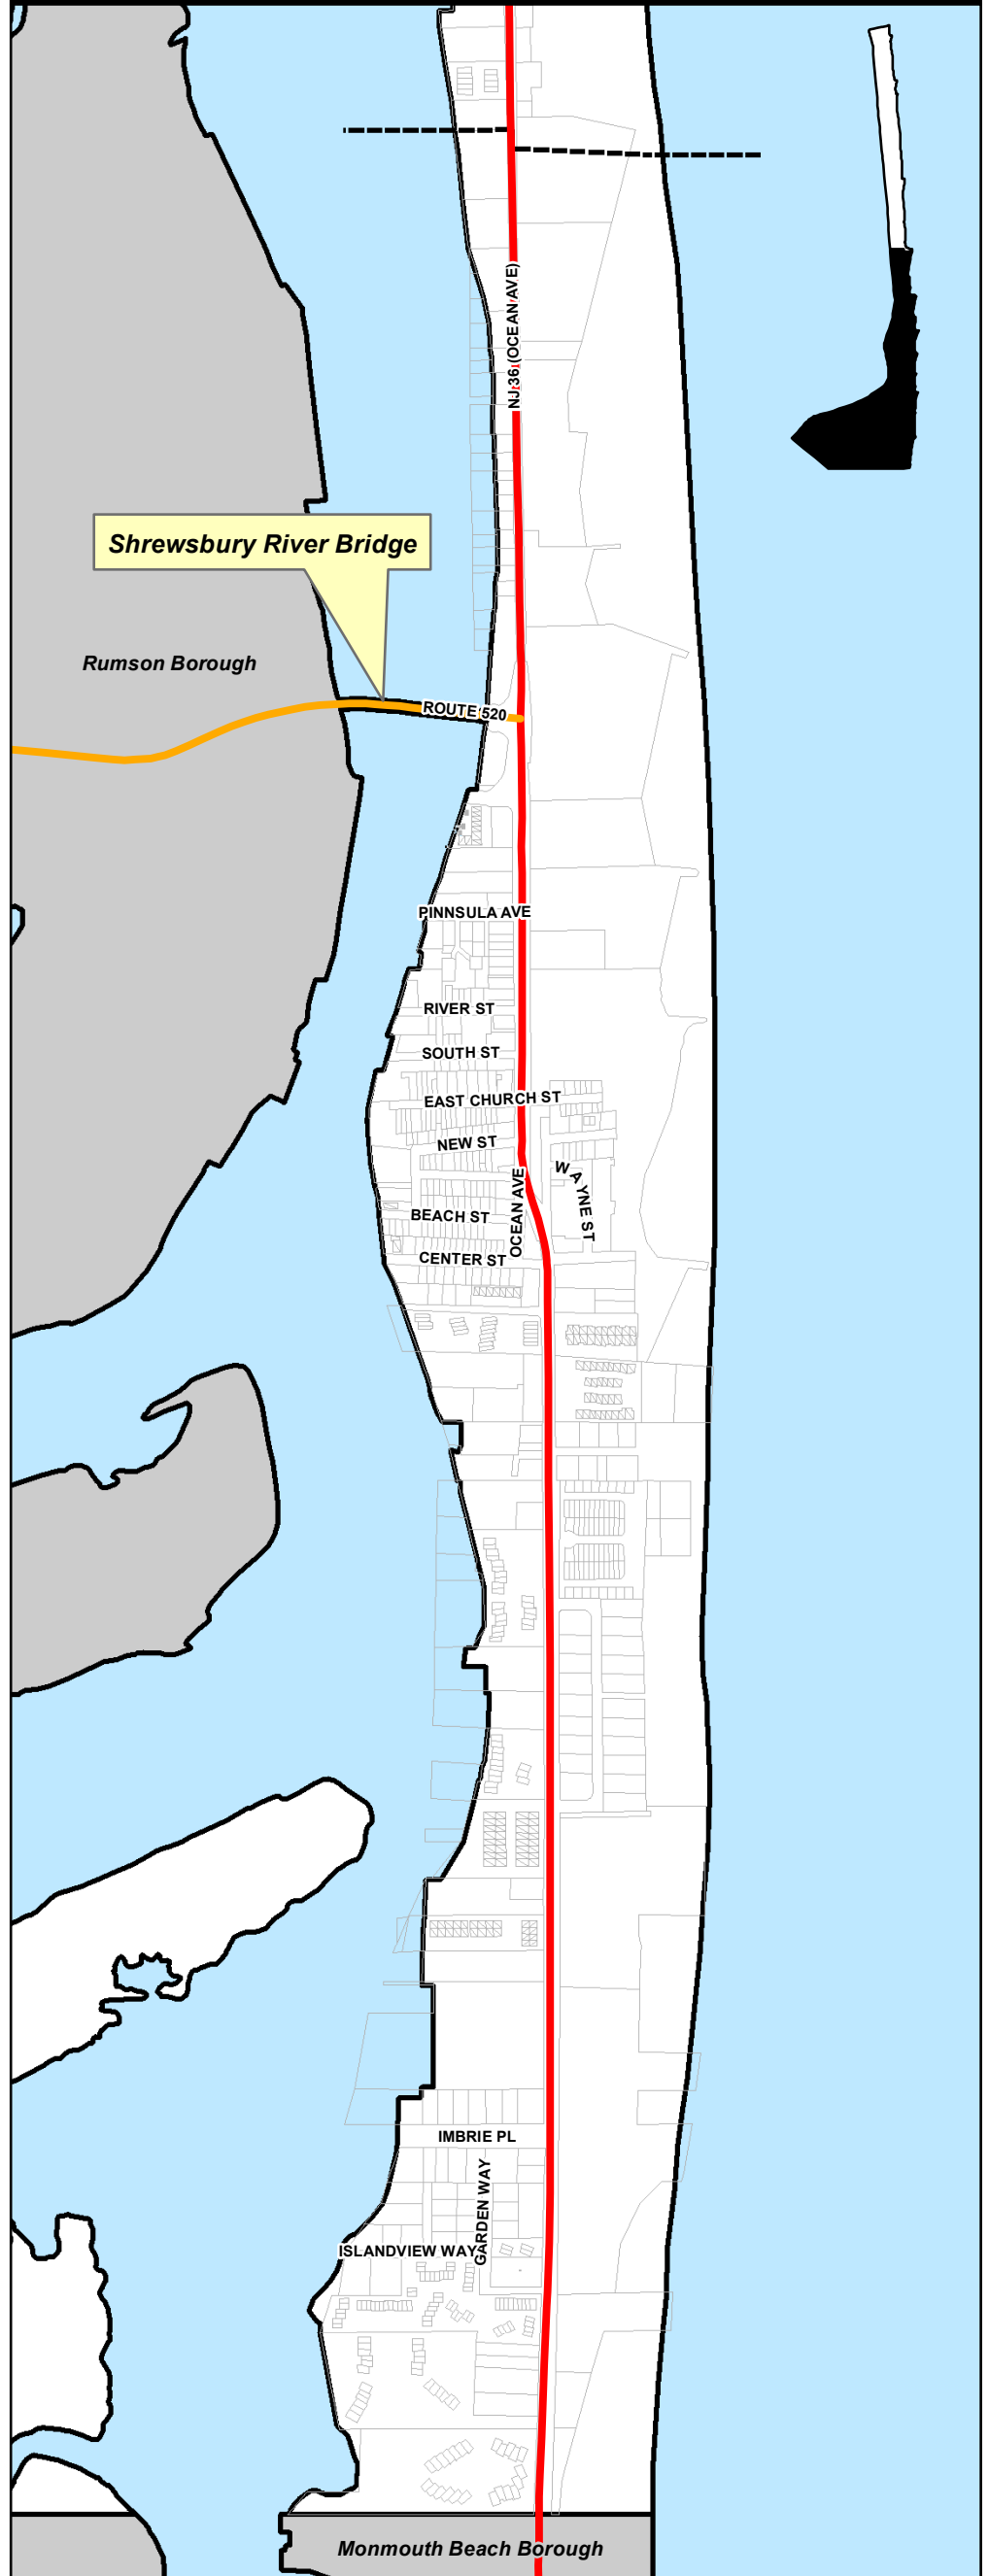 NJ 36 (OCEAN AVE)
Shrewsbury River Bridge
Rumson Borough
ROUTE 520
PINNSULA AVE
RIVER ST
SOUTH ST
EAST CHURCH ST
NEW ST
WAYNE ST
OCEAN AVE
BEACH ST
CENTER ST
IMBRIE PL
GARDEN WAY
ISLANDVIEW WAY
Monmouth Beach Borough